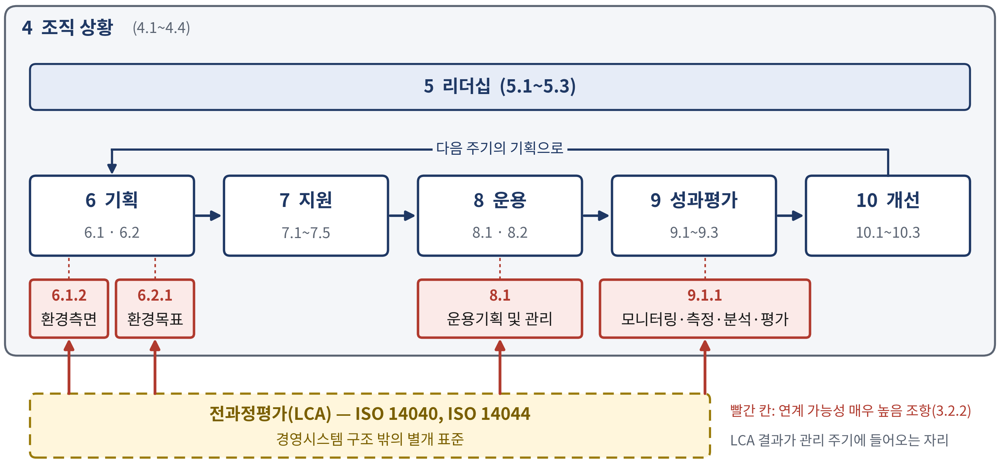 4 조직 상황 (4.1~4.4)
5 리더십 (5.1~5.3)
다음 주기의 기획으로
6 기획
6.1 · 6.2
7 지원
7.1~7.5
8 운용
8.1 · 8.2
9 성과평가
9.1~9.3
10 개선
10.1~10.3
6.1.2
환경측면
6.2.1
환경목표
8.1
운용기획 및 관리
9.1.1
모니터링·측정·분석·평가
전과정평가(LCA) — ISO 14040, ISO 14044
경영시스템 구조 밖의 별개 표준
빨간 칸: 연계 가능성 매우 높음 조항(3.2.2)
LCA 결과가 관리 주기에 들어오는 자리